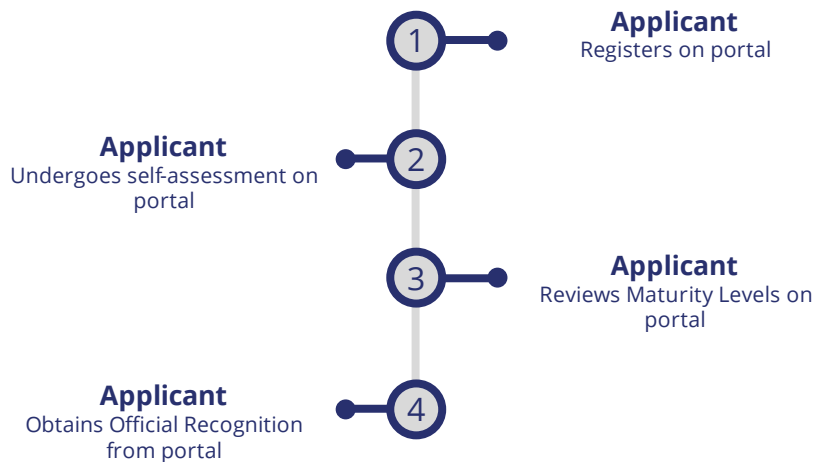 1
Applicant
Registers on portal
2
Applicant
Undergoes self-assessment on
portal
3
Applicant
Reviews Maturity Levels on
portal
4
Applicant
Obtains Official Recognition
from portal